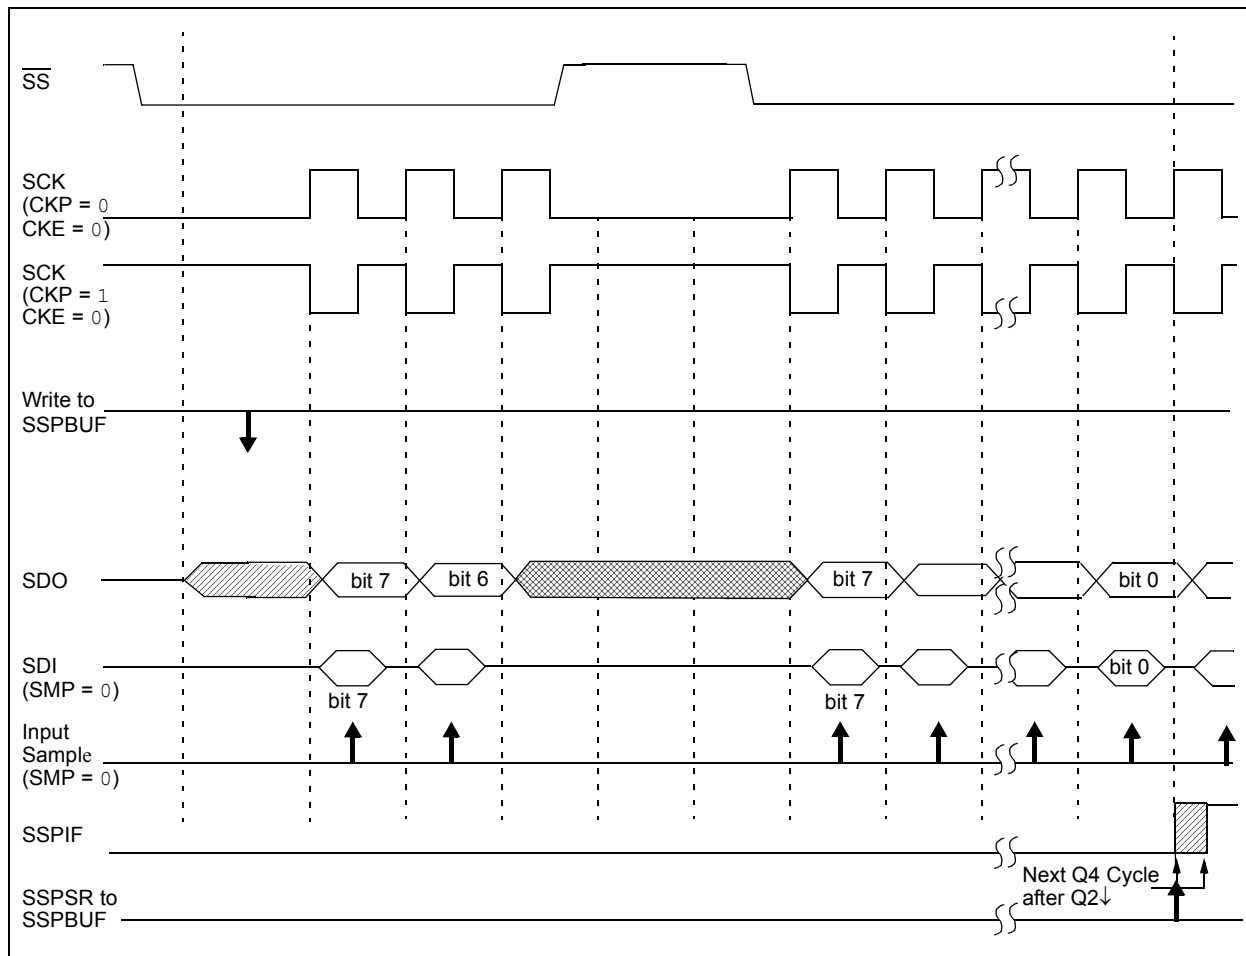 SS
SCK
(CKP = 0
CKE = 0)
SCK
(CKP = 1
CKE = 0)
Write to
SSPBUF
SDO
bit 7
bit 6
bit 7
bit 0
SDI
(SMP = 0)
bit 7
bit 7
bit 0
Input
Sample
(SMP = 0)
SSPIF
Next Q4 Cycle
after Q2↓
SSPSR to
SSPBUF